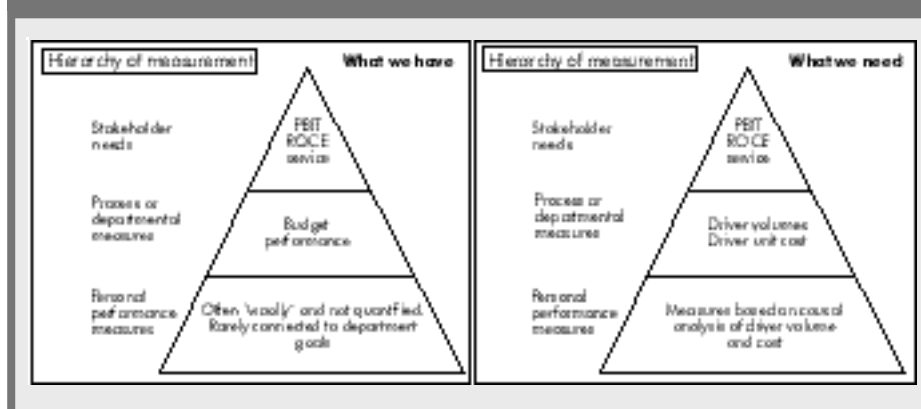 Hierarchy of measurement
What we have
Stakeholder
needs
PBIT
ROCE
service
Process or
departmental
measures
Budget
performance
Personal
performance
measures
Often 'woolly' and not quantified.
Rarely connected to department
goals
Hierarchy of measurement
What we need
Stakeholder
needs
PBIT
ROCE
service
Process or
departmental
measures
Driver volumes
Driver unit cost
Personal
performance
measures
Measures based on causal
analysis of driver volume
and cost